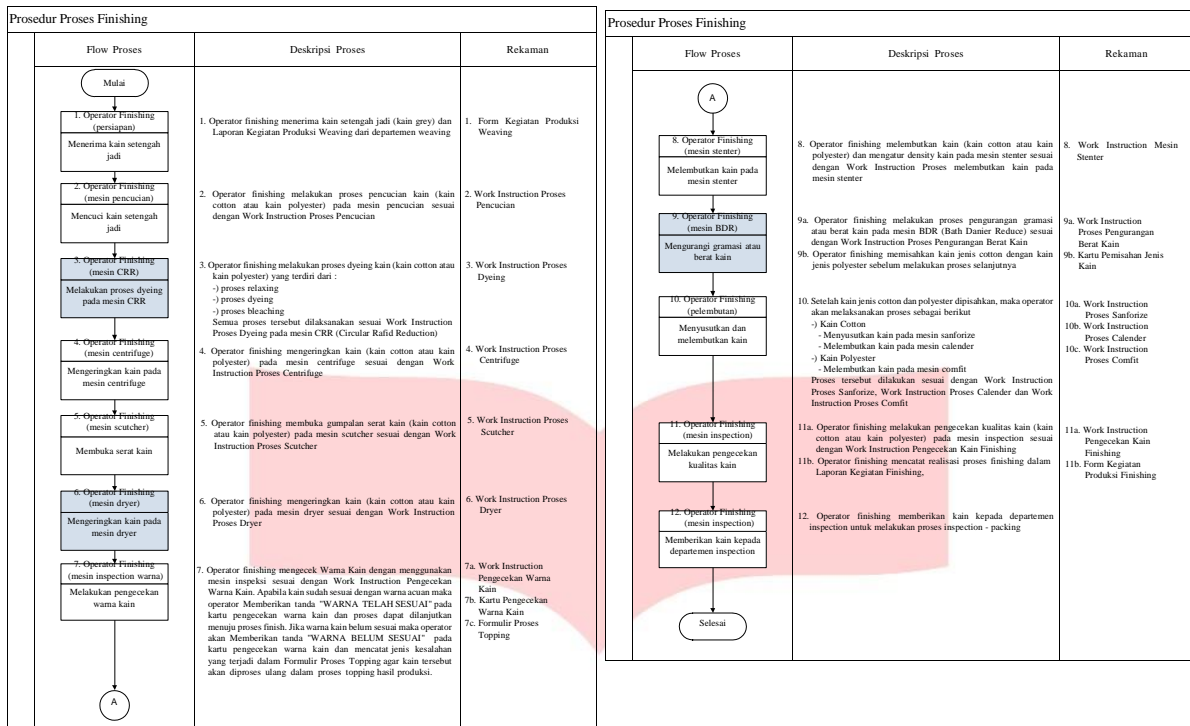 Prosedur Proses Finishing
Flow Proses
Deskripsi Proses
Rekaman
Mulai
1. Operator Finishing
(persiapan)
Menerima kain setengah
jadi
1. Operator finishing menerima kain setengah jadi (kain grey) dan
Laporan Kegiatan Produksi Weaving dari departemen weaving
1. Form Kegiatan Produksi
Weaving
2. Operator Finishing
(mesin pencucian)
Mencuci kain setengah
jadi
2. Operator finishing melakukan proses pencucian kain (kain
cotton atau kain polyester) pada mesin pencucian sesuai
dengan Work Instruction Proses Pencucian
2. Work Instruction Proses
Pencucian
3. Operator Finishing
(mesin CRR)
Melakukan proses dyeing
pada mesin CRR
3. Operator finishing melakukan proses dyeing kain (kain cotton atau
kain polyester) yang terdiri dari :
-) proses relaxing
-) proses dyeing
-) proses bleaching
Semua proses tersebut dilaksanakan sesuai Work Instruction
Proses Dyeing pada mesin CRR (Circular Rafid Reduction)
3. Work Instruction Proses
Dyeing
4. Operator Finishing
(mesin centrifuge)
Mengeringkan kain pada
mesin centrifuge
4. Operator finishing mengeringkan kain (kain cotton atau kain
polyester) pada mesin centrifuge sesuai dengan Work
Instruction Proses Centrifuge
4. Work Instruction Proses
Centrifuge
5. Operator Finishing
(mesin scutcher)
Membuka serat kain
5. Operator finishing membuka gumpalan serat kain (kain cotton
atau kain polyester) pada mesin scutcher sesuai dengan Work
Instruction Proses Scutcher
5. Work Instruction Proses
Scutcher
6. Operator Finishing
(mesin dryer)
Mengeringkan kain pada
mesin dryer
6. Operator finishing mengeringkan kain (kain cotton atau kain
polyester) pada mesin dryer sesuai dengan Work Instruction
Proses Dryer
6. Work Instruction Proses
Dryer
7. Operator Finishing
(mesin inspection warna)
Melakukan pengecekan
warna kain
7. Operator finishing mengecek Warna Kain dengan menggunakan
mesin inspeksi sesuai dengan Work Instruction Pengecekan
Warna Kain. Apabila kain sudah sesuai dengan warna acuan maka
operator Memberikan tanda "WARNA TELAH SESUAI" pada
kartu pengecekan warna kain dan proses dapat dilanjutkan
menuju proses finish. Jika warna kain belum sesuai maka operator
akan Memberikan tanda "WARNA BELUM SESUAI" pada
kartu pengecekan warna kain dan mencatat jenis kesalahan
yang terjadi dalam Formulir Proses Topping agar kain tersebut
akan diproses ulang dalam proses topping hasil produksi.
7a. Work Instruction
Pengecekan Warna
Kain
7b. Kartu Pengecekan
Warna Kain
7c. Formulir Proses
Topping
A
Prosedur Proses Finishing
Flow Proses
Deskripsi Proses
Rekaman
A
8. Operator Finishing
(mesin stenter)
Melembutkan kain pada
mesin stenter
8. Operator finishing melembutkan kain (kain cotton atau kain
polyester) dan mengatur density kain pada mesin stenter sesuai
dengan Work Instruction Proses melembutkan kain pada
mesin stenter
8. Work Instruction Mesin
Stenter
9. Operator Finishing
(mesin BDR)
Mengurangi gramasi atau
berat kain
9a. Operator finishing melakukan proses pengurangan gramasi
atau berat kain pada mesin BDR (Bath Danier Reduce) sesuai
dengan Work Instruction Proses Pengurangan Berat Kain
9b. Operator finishing memisahkan kain jenis cotton dengan kain
jenis polyester sebelum melakukan proses selanjutnya
9a. Work Instruction
Proses Pengurangan
Berat Kain
9b. Kartu Pemisahan Jenis
Kain
10. Operator Finishing
(pelembutan)
Menyusutkan dan
melembutkan kain
10. Setelah kain jenis cotton dan polyester dipisahkan, maka operator
akan melaksanakan proses sebagai berikut
-) Kain Cotton
- Menyusutkan kain pada mesin sanforize
- Melembutkan kain pada mesin calender
-) Kain Polyester
- Melembutkan kain pada mesin comfit
Proses tersebut dilakukan sesuai dengan Work Instruction
Proses Sanforize, Work Instruction Proses Calender dan Work
Instruction Proses Comfit
10a. Work Instruction
Proses Sanforize
10b. Work Instruction
Proses Calender
10c. Work Instruction
Proses Comfit
11. Operator Finishing
(mesin inspection)
Melakukan pengecekan
kualitas kain
11a. Operator finishing melakukan pengecekan kualitas kain (kain
cotton atau kain polyester) pada mesin inspection sesuai
dengan Work Instruction Pengecekan Kain Finishing
11b. Operator finishing mencatat realisasi proses finishing dalam
Laporan Kegiatan Finishing,
11a. Work Instruction
Pengecekan Kain
Finishing
11b. Form Kegiatan
Produksi Finishing
12. Operator Finishing
(mesin inspection)
Memberikan kain kepada
departemen inspection
12. Operator finishing memberikan kain kepada departemen
inspection untuk melakukan proses inspection - packing
Selesai